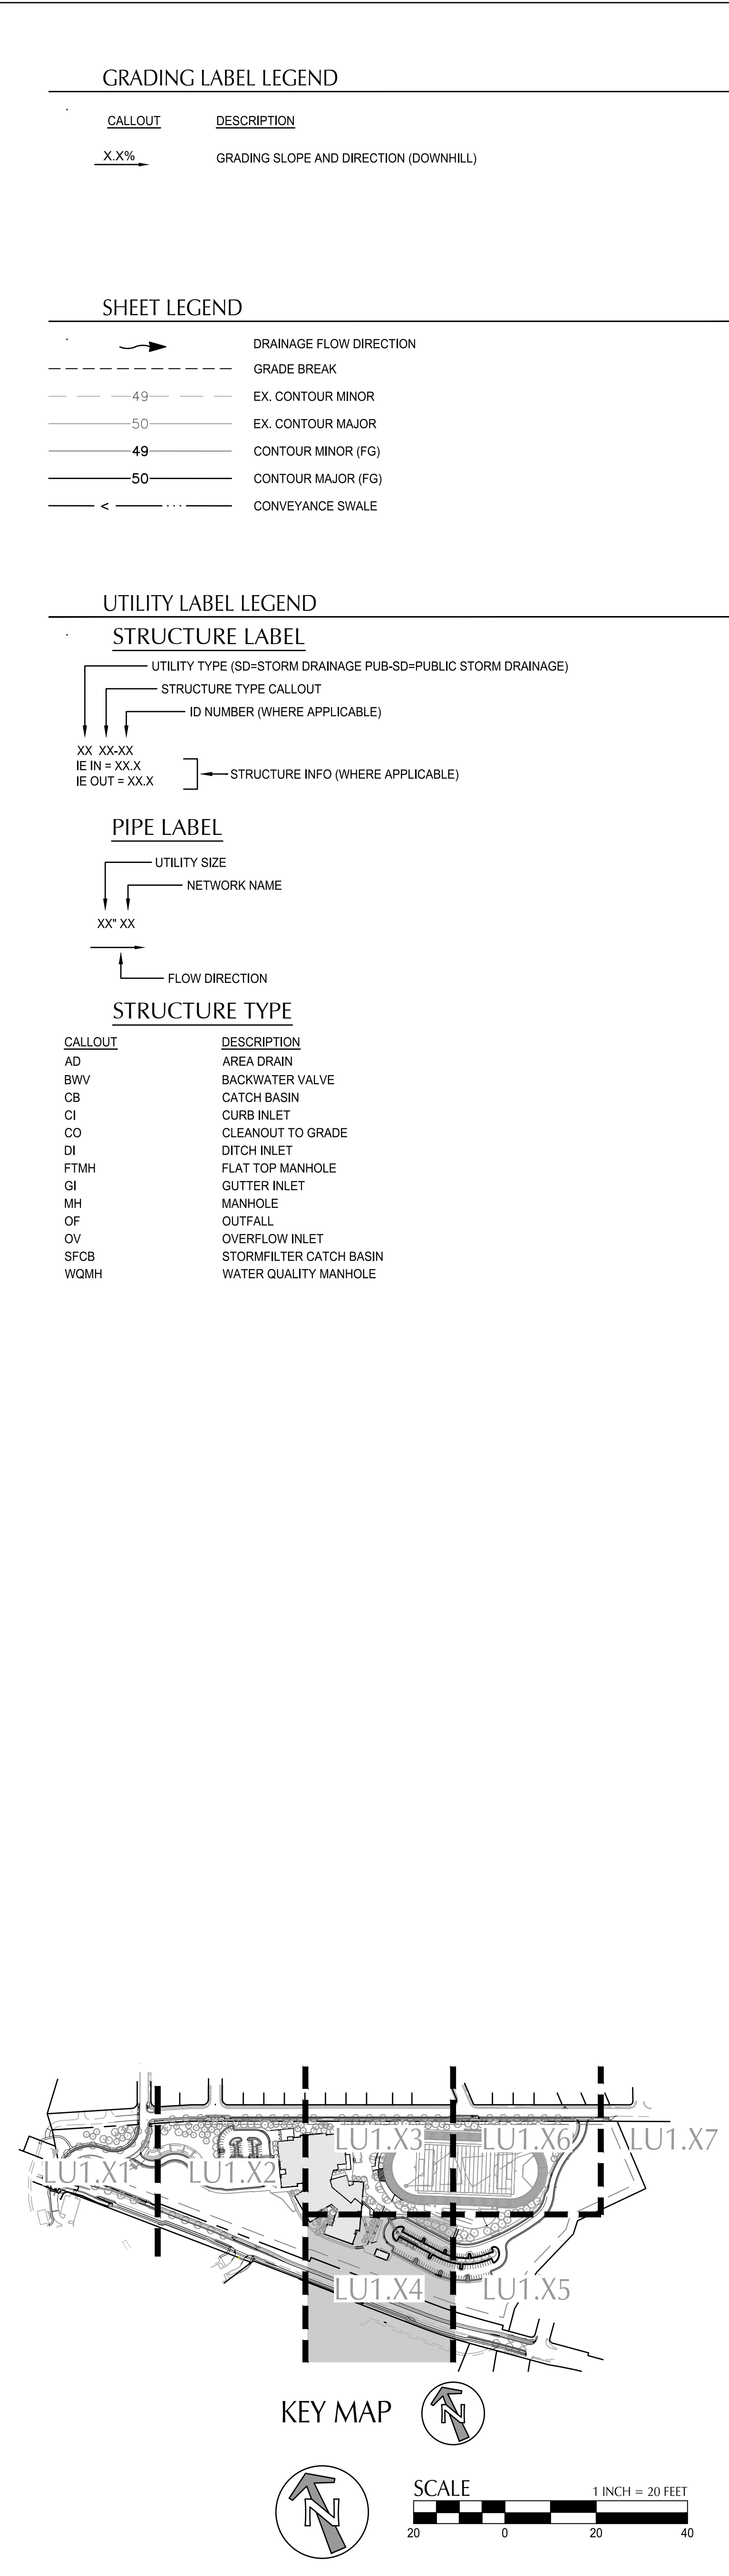 GRADING LABEL LEGEND
CALLOUT DESCRIPTION
X.X% GRADING SLOPE AND DIRECTION (DOWNHILL)
SHEET LEGEND
DRAINAGE FLOW DIRECTION
GRADE BREAK
49 EX. CONTOUR MINOR
50 EX. CONTOUR MAJOR
49 CONTOUR MINOR (FG)
50 CONTOUR MAJOR (FG)
< ... CONVEYANCE SWALE
UTILITY LABEL LEGEND
STRUCTURE LABEL
UTILITY TYPE (SD=STORM DRAINAGE PUB-SD=PUBLIC STORM DRAINAGE)
STRUCTURE TYPE CALLOUT
ID NUMBER (WHERE APPLICABLE)
XX XX-XX
IE IN = XX.X
IE OUT = XX.X
STRUCTURE INFO (WHERE APPLICABLE)
PIPE LABEL
UTILITY SIZE
NETWORK NAME
XX" XX
FLOW DIRECTION
STRUCTURE TYPE
CALLOUT DESCRIPTION
AD AREA DRAIN
BWV BACKWATER VALVE
CB CATCH BASIN
CI CURB INLET
CO CLEANOUT TO GRADE
DI DITCH INLET
FTMH FLAT TOP MANHOLE
GI GUTTER INLET
MH MANHOLE
OF OUTFALL
OV OVERFLOW INLET
SFCB STORMFILTER CATCH BASIN
WQMH WATER QUALITY MANHOLE
LU1.X3 LU1.X6 LU1.X7
LU1.X1 LU1.X2
LU1.X4 LU1.X5
KEY MAP N
N
SCALE 1 INCH = 20 FEET
20 0 20 40